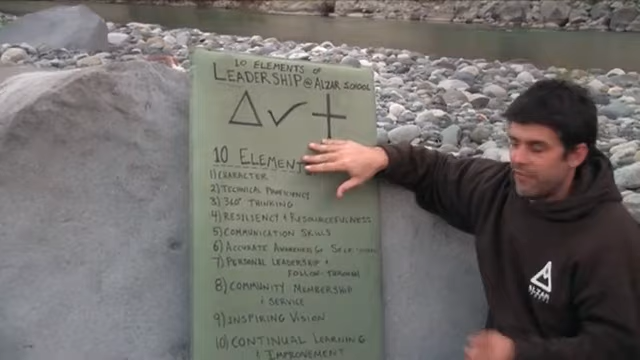 10 ELEMENTS of
LEADERSHIP @ ALZAR SCHOOL
10 ELEMENT
1) CHARACTER
2) TECHNICAL PROFICIENCY
3) 360° THINKING
4) RESILIENCY & RESOURCEFULNESS
5) COMMUNICATION SKILLS
6) ACCURATE AWARENESS of SELF
7) PERSONAL LEADERSHIP +
FOLLOW-THROUGH
8) COMMUNITY MEMBERSHIP
+ SERVICE
9) INSPIRING VISION
10) CONTINUAL LEARNING
+ IMPROVEMENT
ALZAR